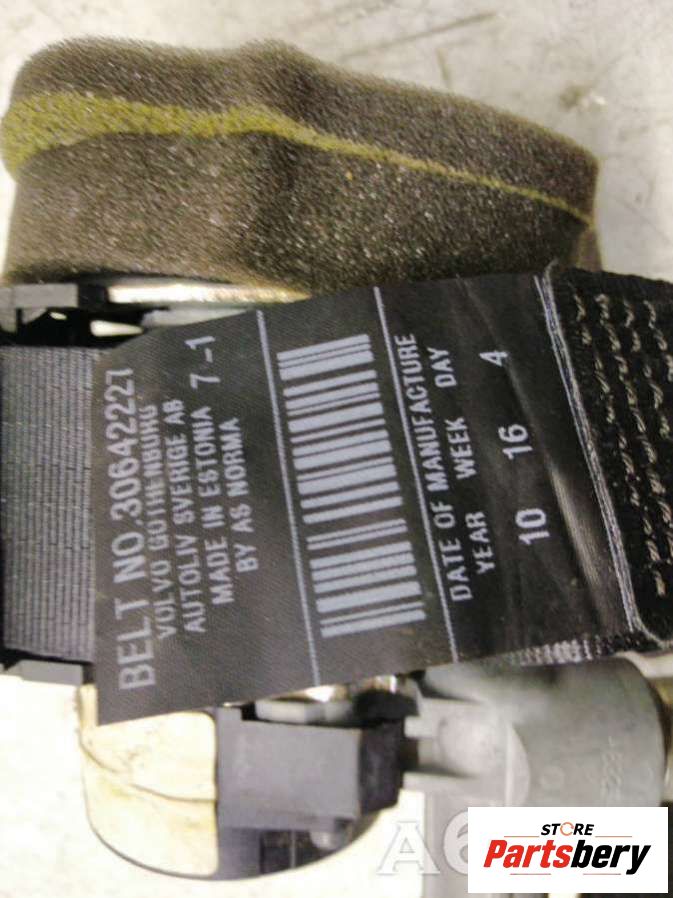 BELT NO.30642227
VOLVO GOTHENBURG
AUTOLIV SVERIGE AB
MADE IN ESTONIA 7-1
BY AS NORMA
DATE OF MANUFACTURE
YEAR WEEK DAY
10 16 4
STORE
Partsbery